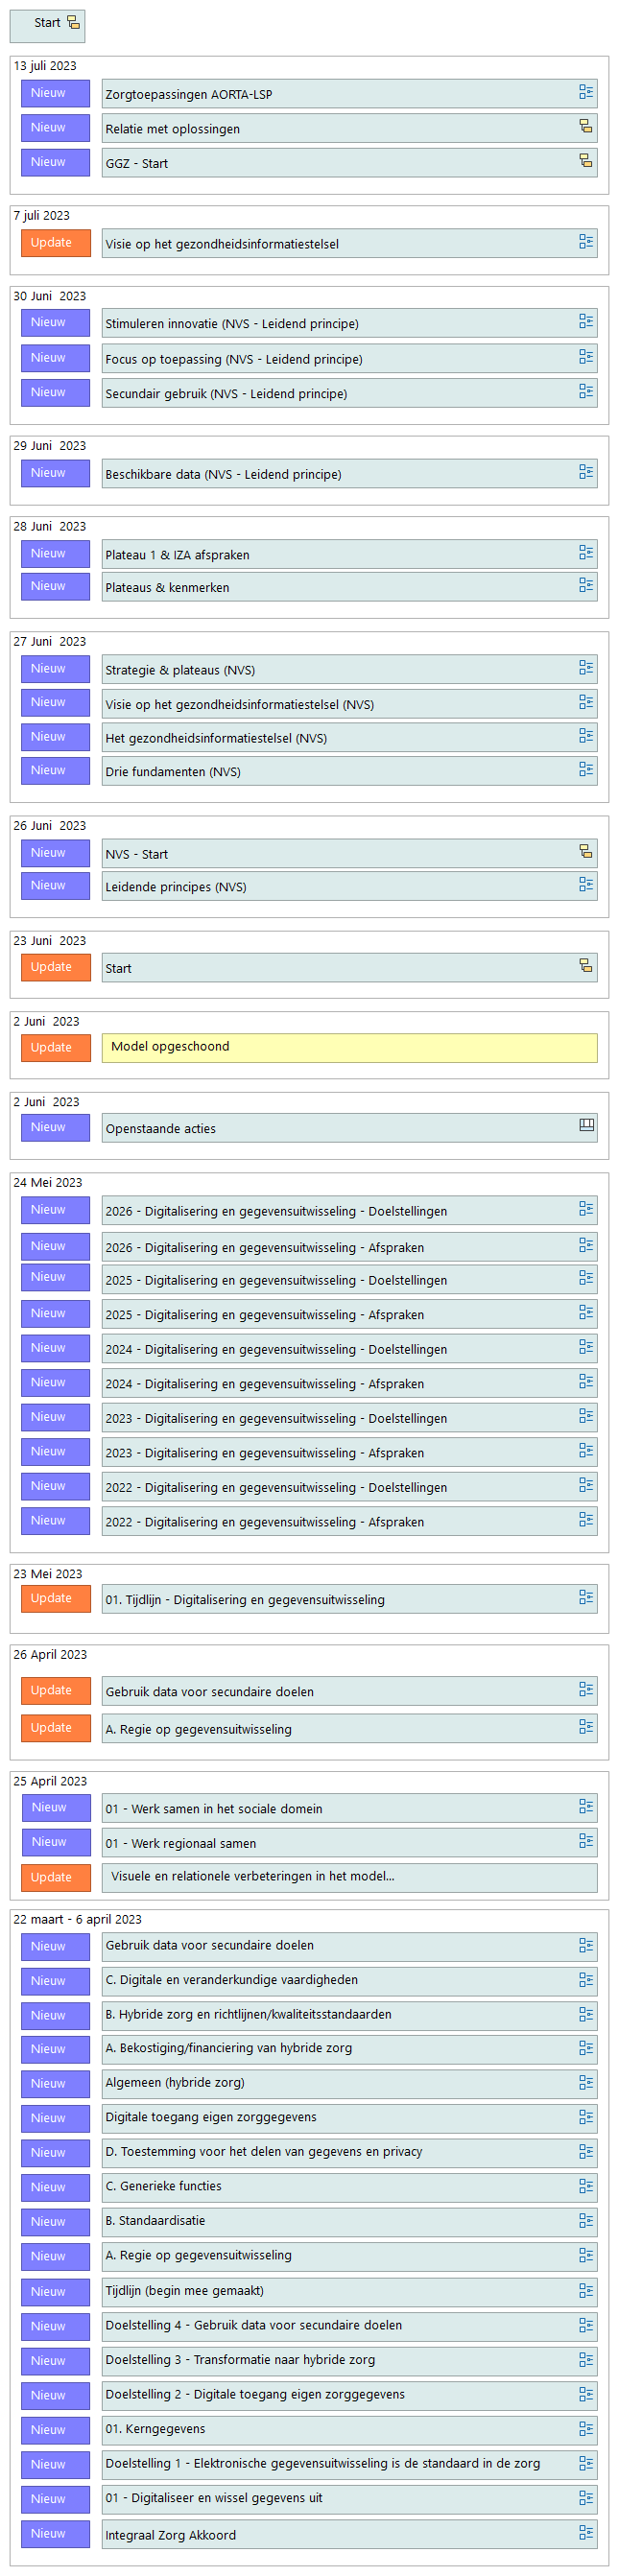 Start
13 juli 2023
Nieuw Zorgtoepassingen AORTA-LSP
Nieuw Relatie met oplossingen
Nieuw GGZ - Start
7 juli 2023
Update Visie op het gezondheidsinformatiestelsel
30 Juni 2023
Nieuw Stimuleren innovatie (NVS - Leidend principe)
Nieuw Focus op toepassing (NVS - Leidend principe)
Nieuw Secundair gebruik (NVS - Leidend principe)
29 Juni 2023
Nieuw Beschikbare data (NVS - Leidend principe)
28 Juni 2023
Nieuw Plateau 1 & IZA afspraken
Nieuw Plateaus & kenmerken
27 Juni 2023
Nieuw Strategie & plateaus (NVS)
Nieuw Visie op het gezondheidsinformatiestelsel (NVS)
Nieuw Het gezondheidsinformatiestelsel (NVS)
Nieuw Drie fundamenten (NVS)
26 Juni 2023
Nieuw NVS - Start
Nieuw Leidende principes (NVS)
23 Juni 2023
Update Start
2 Juni 2023
Update Model opgeschoond
2 Juni 2023
Nieuw Openstaande acties
24 Mei 2023
Nieuw 2026 - Digitalisering en gegevensuitwisseling - Doelstellingen
Nieuw 2026 - Digitalisering en gegevensuitwisseling - Afspraken
Nieuw 2025 - Digitalisering en gegevensuitwisseling - Doelstellingen
Nieuw 2025 - Digitalisering en gegevensuitwisseling - Afspraken
Nieuw 2024 - Digitalisering en gegevensuitwisseling - Doelstellingen
Nieuw 2024 - Digitalisering en gegevensuitwisseling - Afspraken
Nieuw 2023 - Digitalisering en gegevensuitwisseling - Doelstellingen
Nieuw 2023 - Digitalisering en gegevensuitwisseling - Afspraken
Nieuw 2022 - Digitalisering en gegevensuitwisseling - Doelstellingen
Nieuw 2022 - Digitalisering en gegevensuitwisseling - Afspraken
23 Mei 2023
Update 01. Tijdlijn - Digitalisering en gegevensuitwisseling
26 April 2023
Update Gebruik data voor secundaire doelen
Update A. Regie op gegevensuitwisseling
25 April 2023
Nieuw 01 - Werk samen in het sociale domein
Nieuw 01 - Werk regionaal samen
Update Visuele en relationele verbeteringen in het model...
22 maart - 6 april 2023
Nieuw Gebruik data voor secundaire doelen
Nieuw C. Digitale en veranderkundige vaardigheden
Nieuw B. Hybride zorg en richtlijnen/kwaliteitsstandaarden
Nieuw A. Bekostiging/financiering van hybride zorg
Nieuw Algemeen (hybride zorg)
Nieuw Digitale toegang eigen zorggegevens
Nieuw D. Toestemming voor het delen van gegevens en privacy
Nieuw C. Generieke functies
Nieuw B. Standaardisatie
Nieuw A. Regie op gegevensuitwisseling
Nieuw Tijdlijn (begin mee gemaakt)
Nieuw Doelstelling 4 - Gebruik data voor secundaire doelen
Nieuw Doelstelling 3 - Transformatie naar hybride zorg
Nieuw Doelstelling 2 - Digitale toegang eigen zorggegevens
Nieuw 01. Kerngegevens
Nieuw Doelstelling 1 - Elektronische gegevensuitwisseling is de standaard in de zorg
Nieuw 01 - Digitaliseer en wissel gegevens uit
Nieuw Integraal Zorg Akkoord